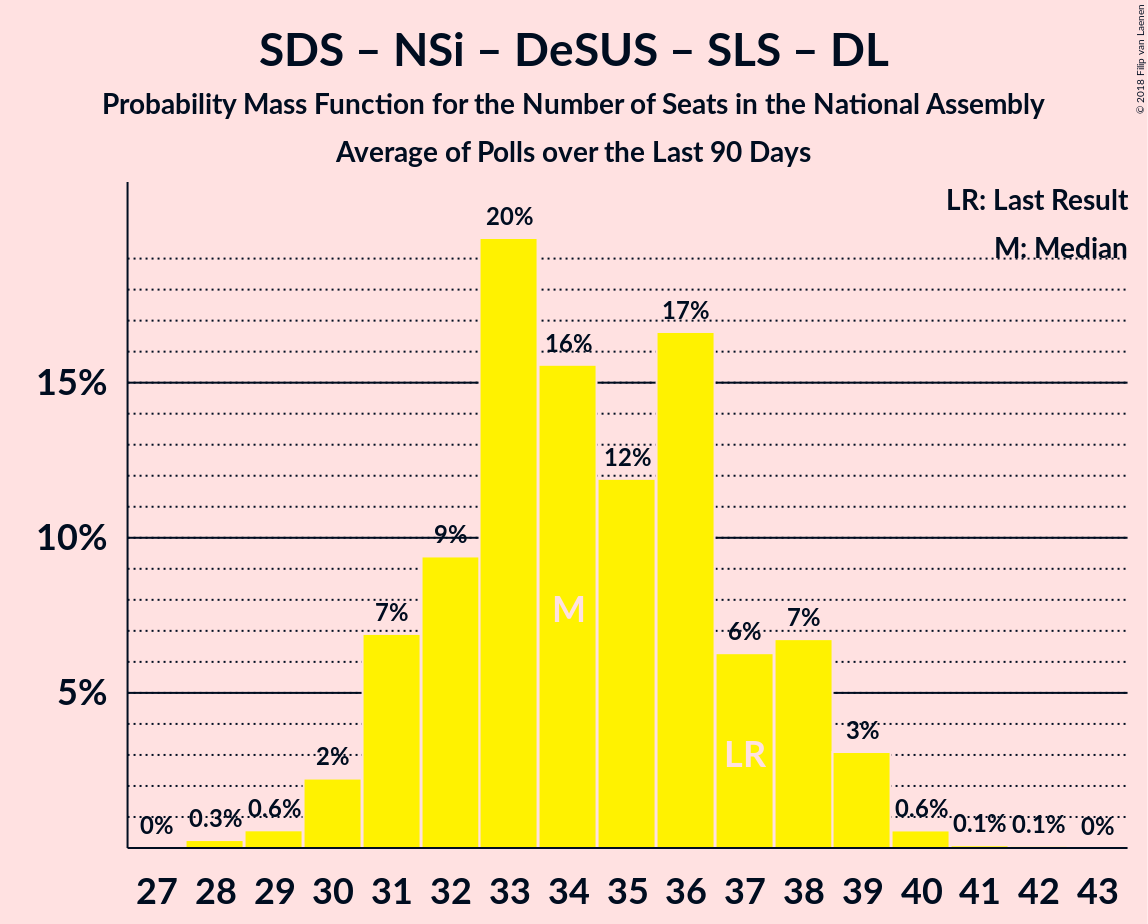 SDS – NSi – DeSUS – SLS – DL
Probability Mass Function for the Number of Seats in the National Assembly
Average of Polls over the Last 90 Days
© 2018 Filip van Laenen
LR: Last Result
M: Median
20%
17%
16%
15%
12%
10%
9%
7%
7%
6%
5%
3%
2%
0%
0.3%
0.6%
0.6%
0.1%
0.1%
0%
M
LR
27 28 29 30 31 32 33 34 35 36 37 38 39 40 41 42 43